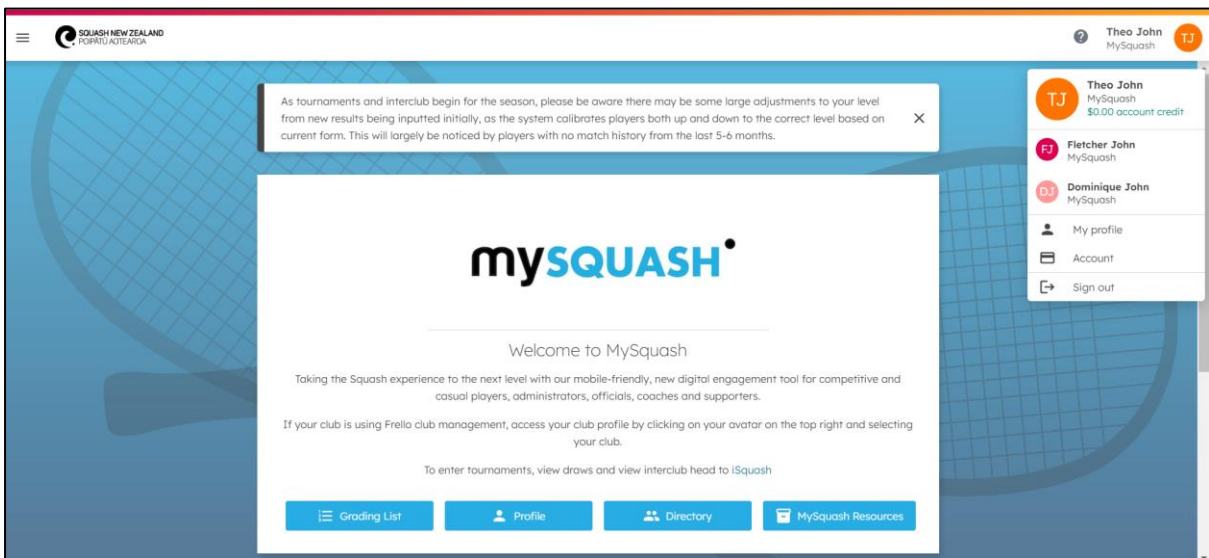 SQUASH NEW ZEALAND
POIPĀTŪ AOTEAROA
Theo John
MySquash
TJ
TJ
Theo John
MySquash
$0.00 account credit
FJ
Fletcher John
MySquash
DJ
Dominique John
MySquash
My profile
Account
Sign out
As tournaments and interclub begin for the season, please be aware there may be some large adjustments to your level
from new results being inputted initially, as the system calibrates players both up and down to the correct level based on
current form. This will largely be noticed by players with no match history from the last 5-6 months.
mySQUASH
Welcome to MySquash
Taking the Squash experience to the next level with our mobile-friendly, new digital engagement tool for competitive and
casual players, administrators, officials, coaches and supporters.
If your club is using Frello club management, access your club profile by clicking on your avatar on the top right and selecting
your club.
To enter tournaments, view draws and view interclub head to iSquash
Grading List
Profile
Directory
MySquash Resources